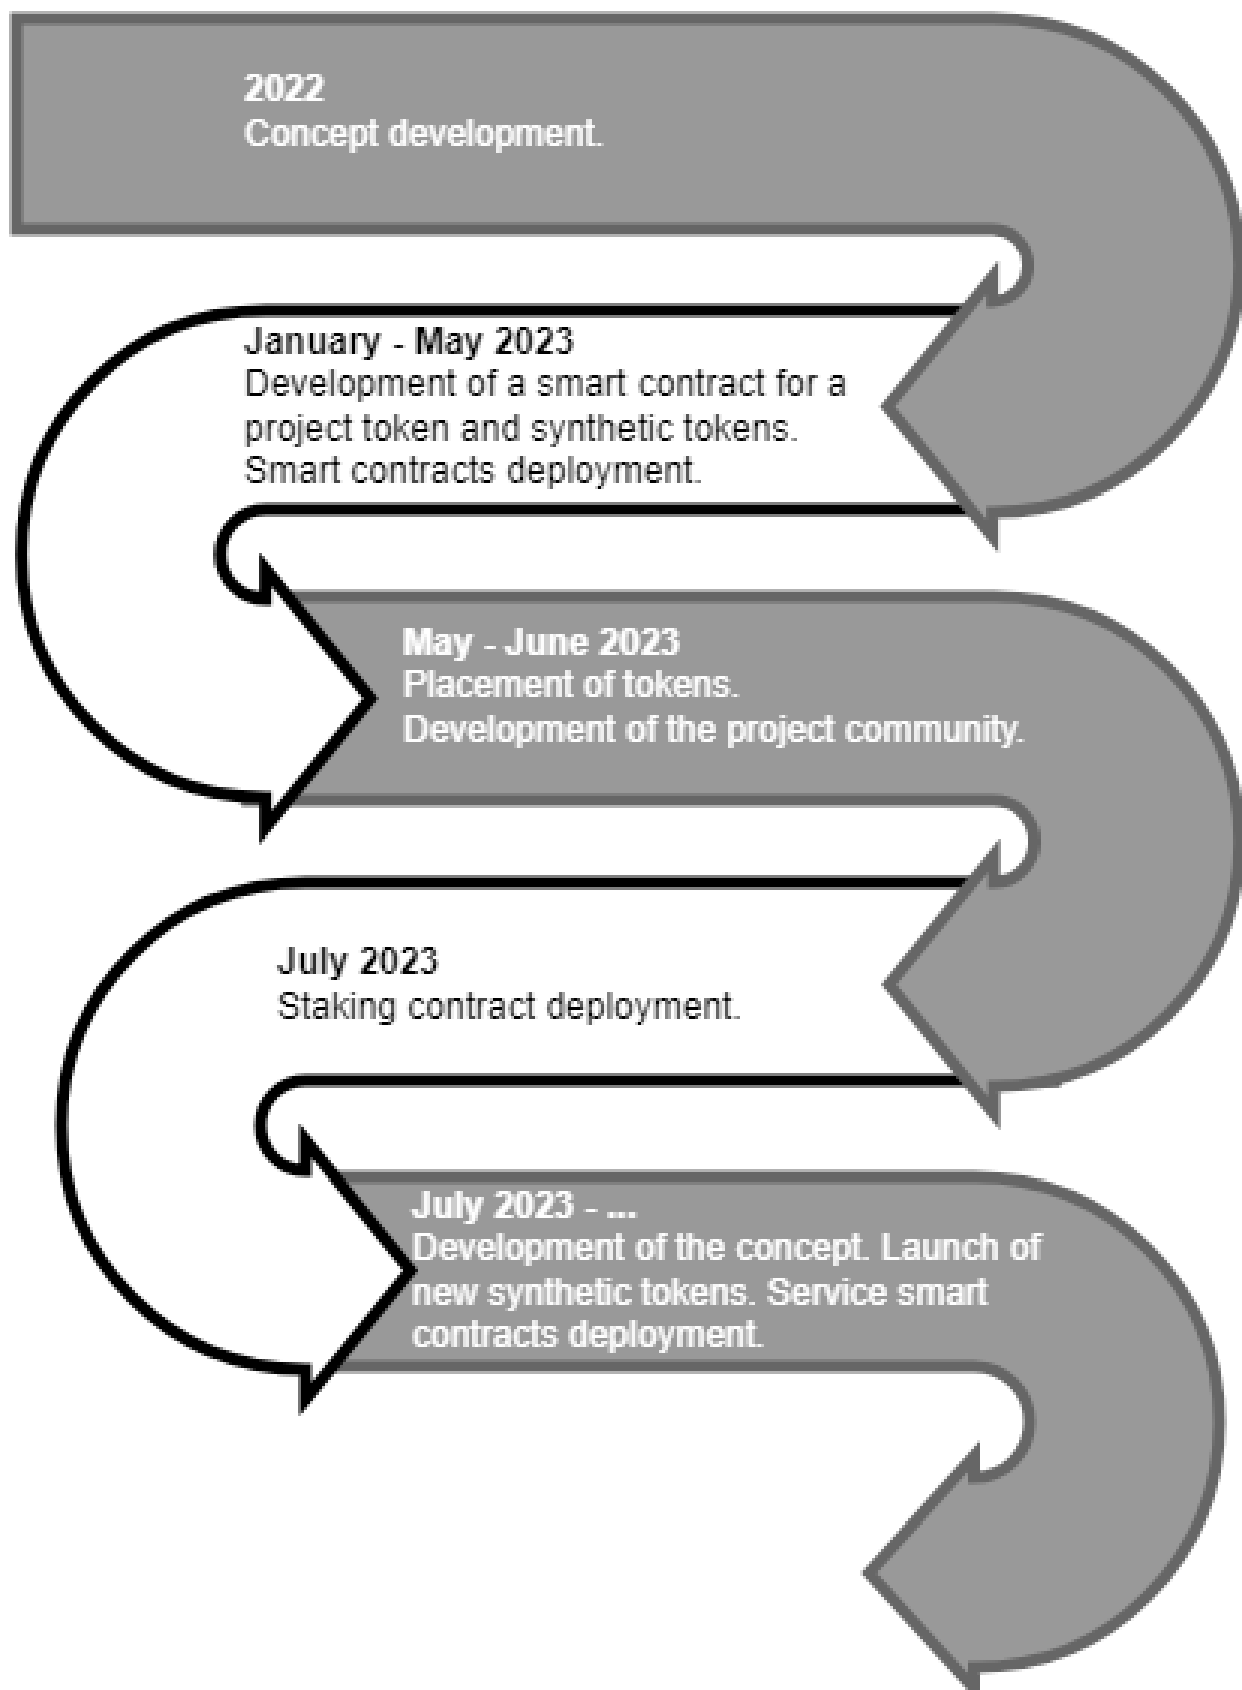 2022
Concept development.
January - May 2023
Development of a smart contract for a
project token and synthetic tokens.
Smart contracts deployment.
May - June 2023
Placement of tokens.
Development of the project community.
July 2023
Staking contract deployment.
July 2023 - ...
Development of the concept. Launch of
new synthetic tokens. Service smart
contracts deployment.